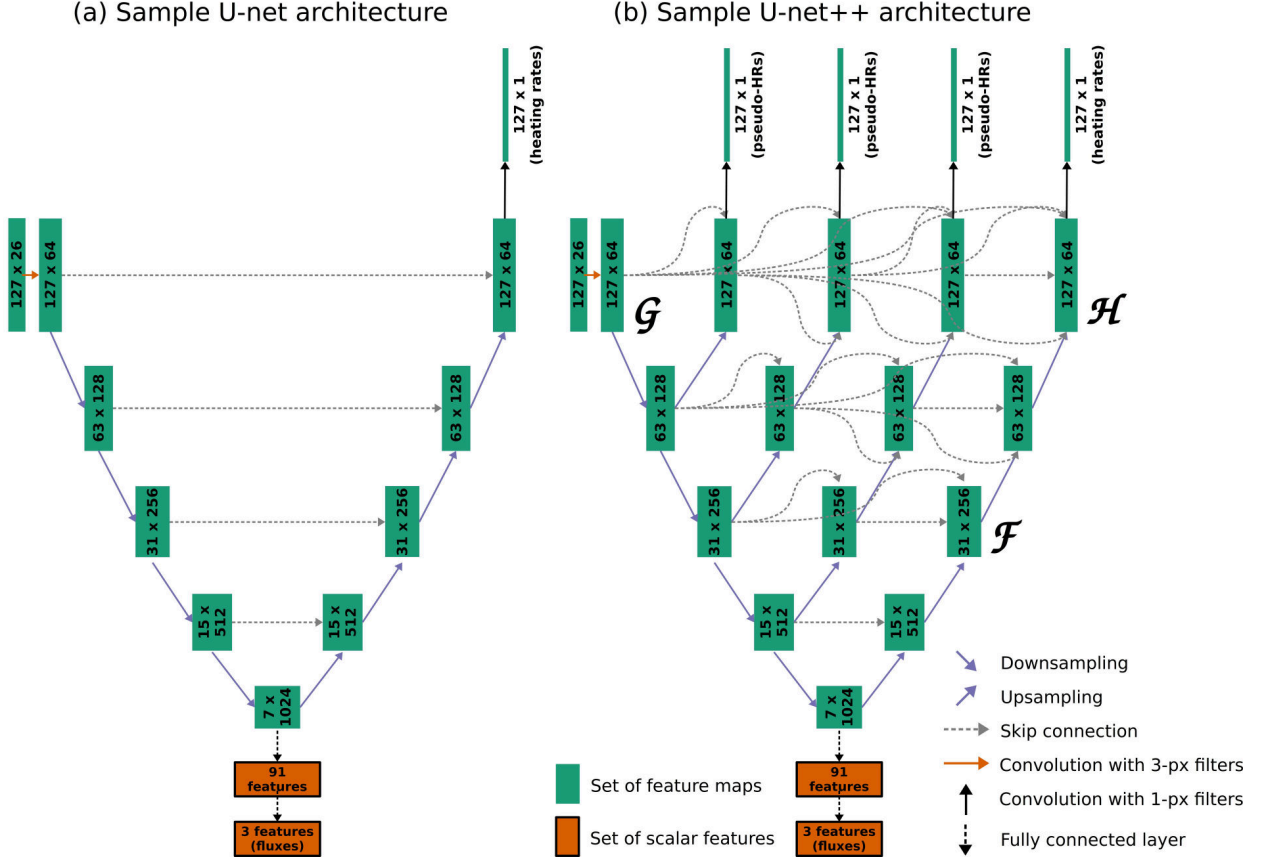 (a) Sample U-net architecture
127 x 1
(heating rates)
127 x 26
127 x 64
127 x 64
63 x 128
63 x 128
31 x 256
31 x 256
15 x
512
15 x
512
7 x
1024
91
features
3 features
(fluxes)
(b) Sample U-net++ architecture
127 x 1
(pseudo-HRs)
127 x 1
(pseudo-HRs)
127 x 1
(pseudo-HRs)
127 x 1
(heating rates)
127 x 26
127 x 64
127 x 64
127 x 64
127 x 64
127 x 64
G
H
63 x 128
63 x 128
63 x 128
63 x 128
31 x 256
31 x 256
31 x 256
F
15 x
512
15 x
512
7 x
1024
91
features
3 features
(fluxes)
Set of feature maps
Set of scalar features
Downsampling
Upsampling
Skip connection
Convolution with 3-px filters
Convolution with 1-px filters
Fully connected layer